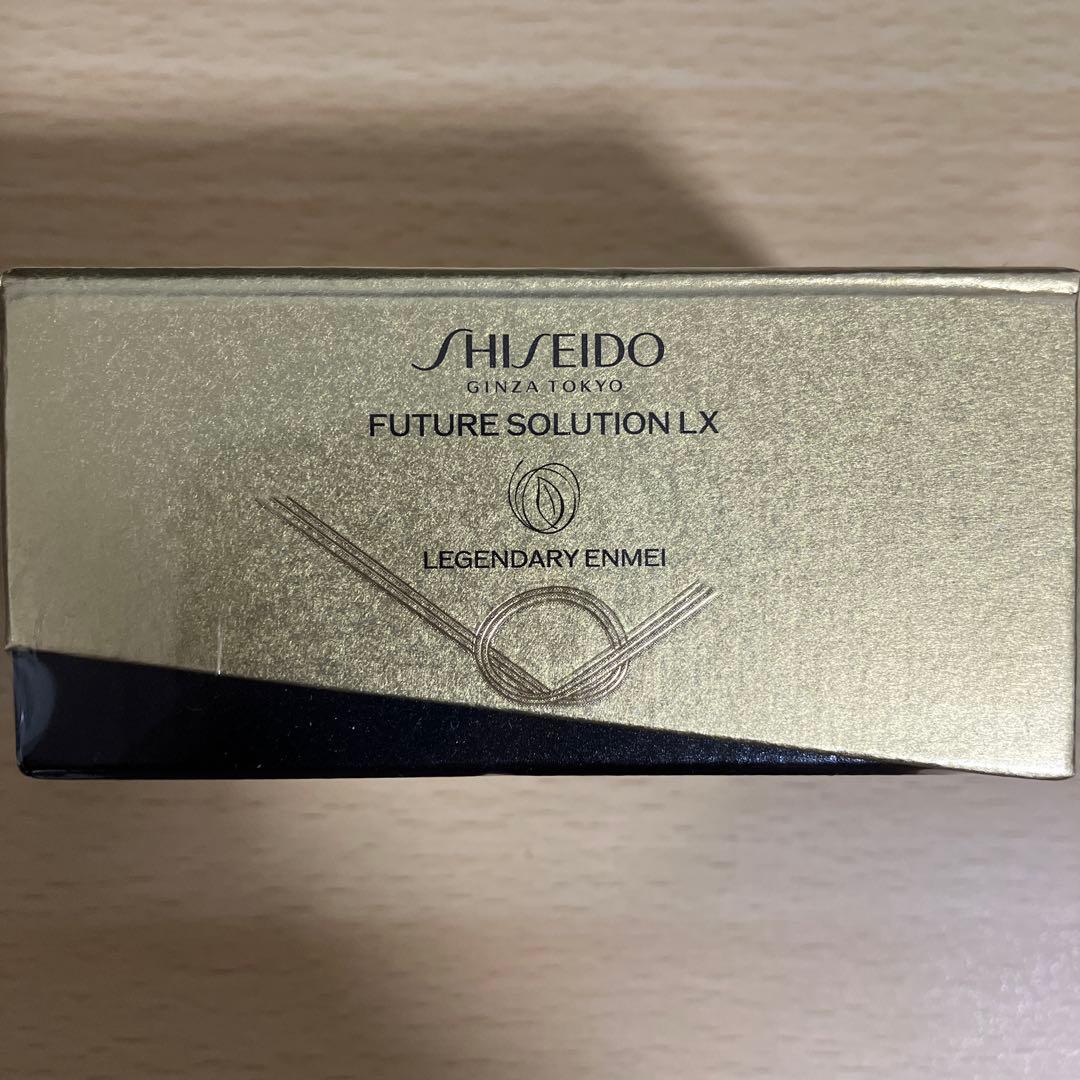 SHISEIDO
GINZA TOKYO
FUTURE SOLUTION LX
LEGENDARY ENMEI